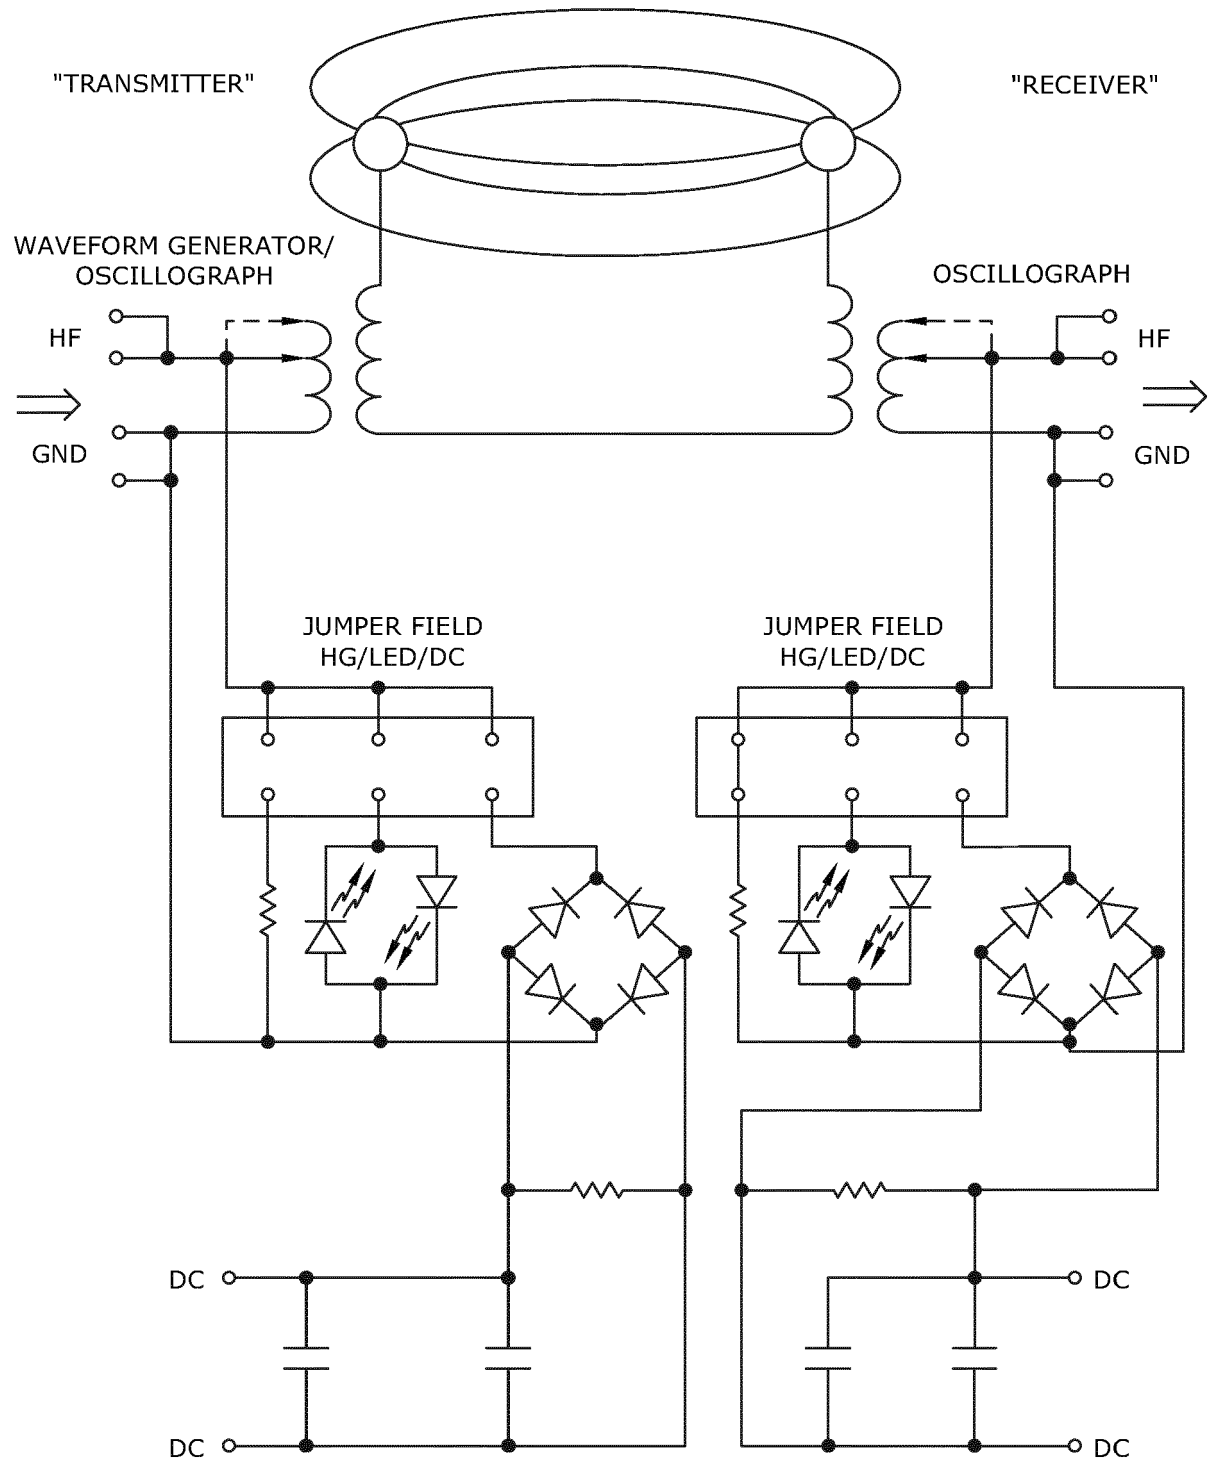 "TRANSMITTER"
"RECEIVER"
WAVEFORM GENERATOR/
OSCILLOGRAPH
OSCILLOGRAPH
HF
HF
GND
GND
JUMPER FIELD
HG/LED/DC
JUMPER FIELD
HG/LED/DC
DC
DC
DC
DC